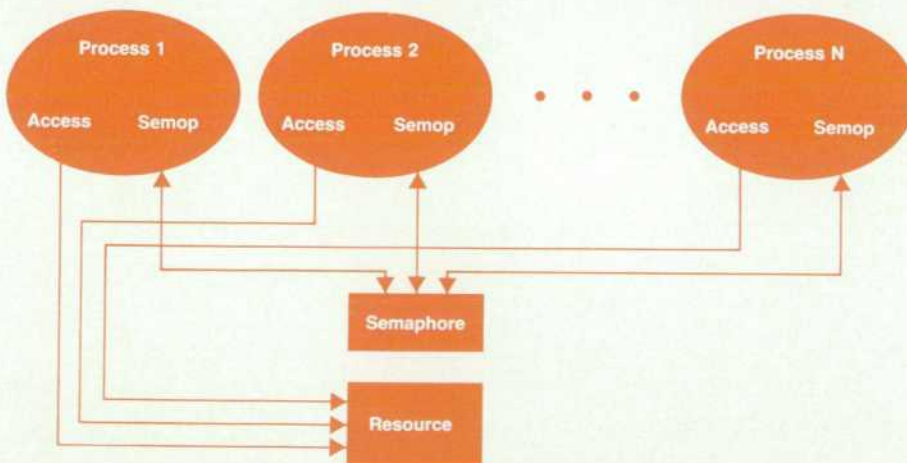 Process 1
Access Semop
Process 2
Access Semop
Process N
Access Semop
Semaphore
Resource